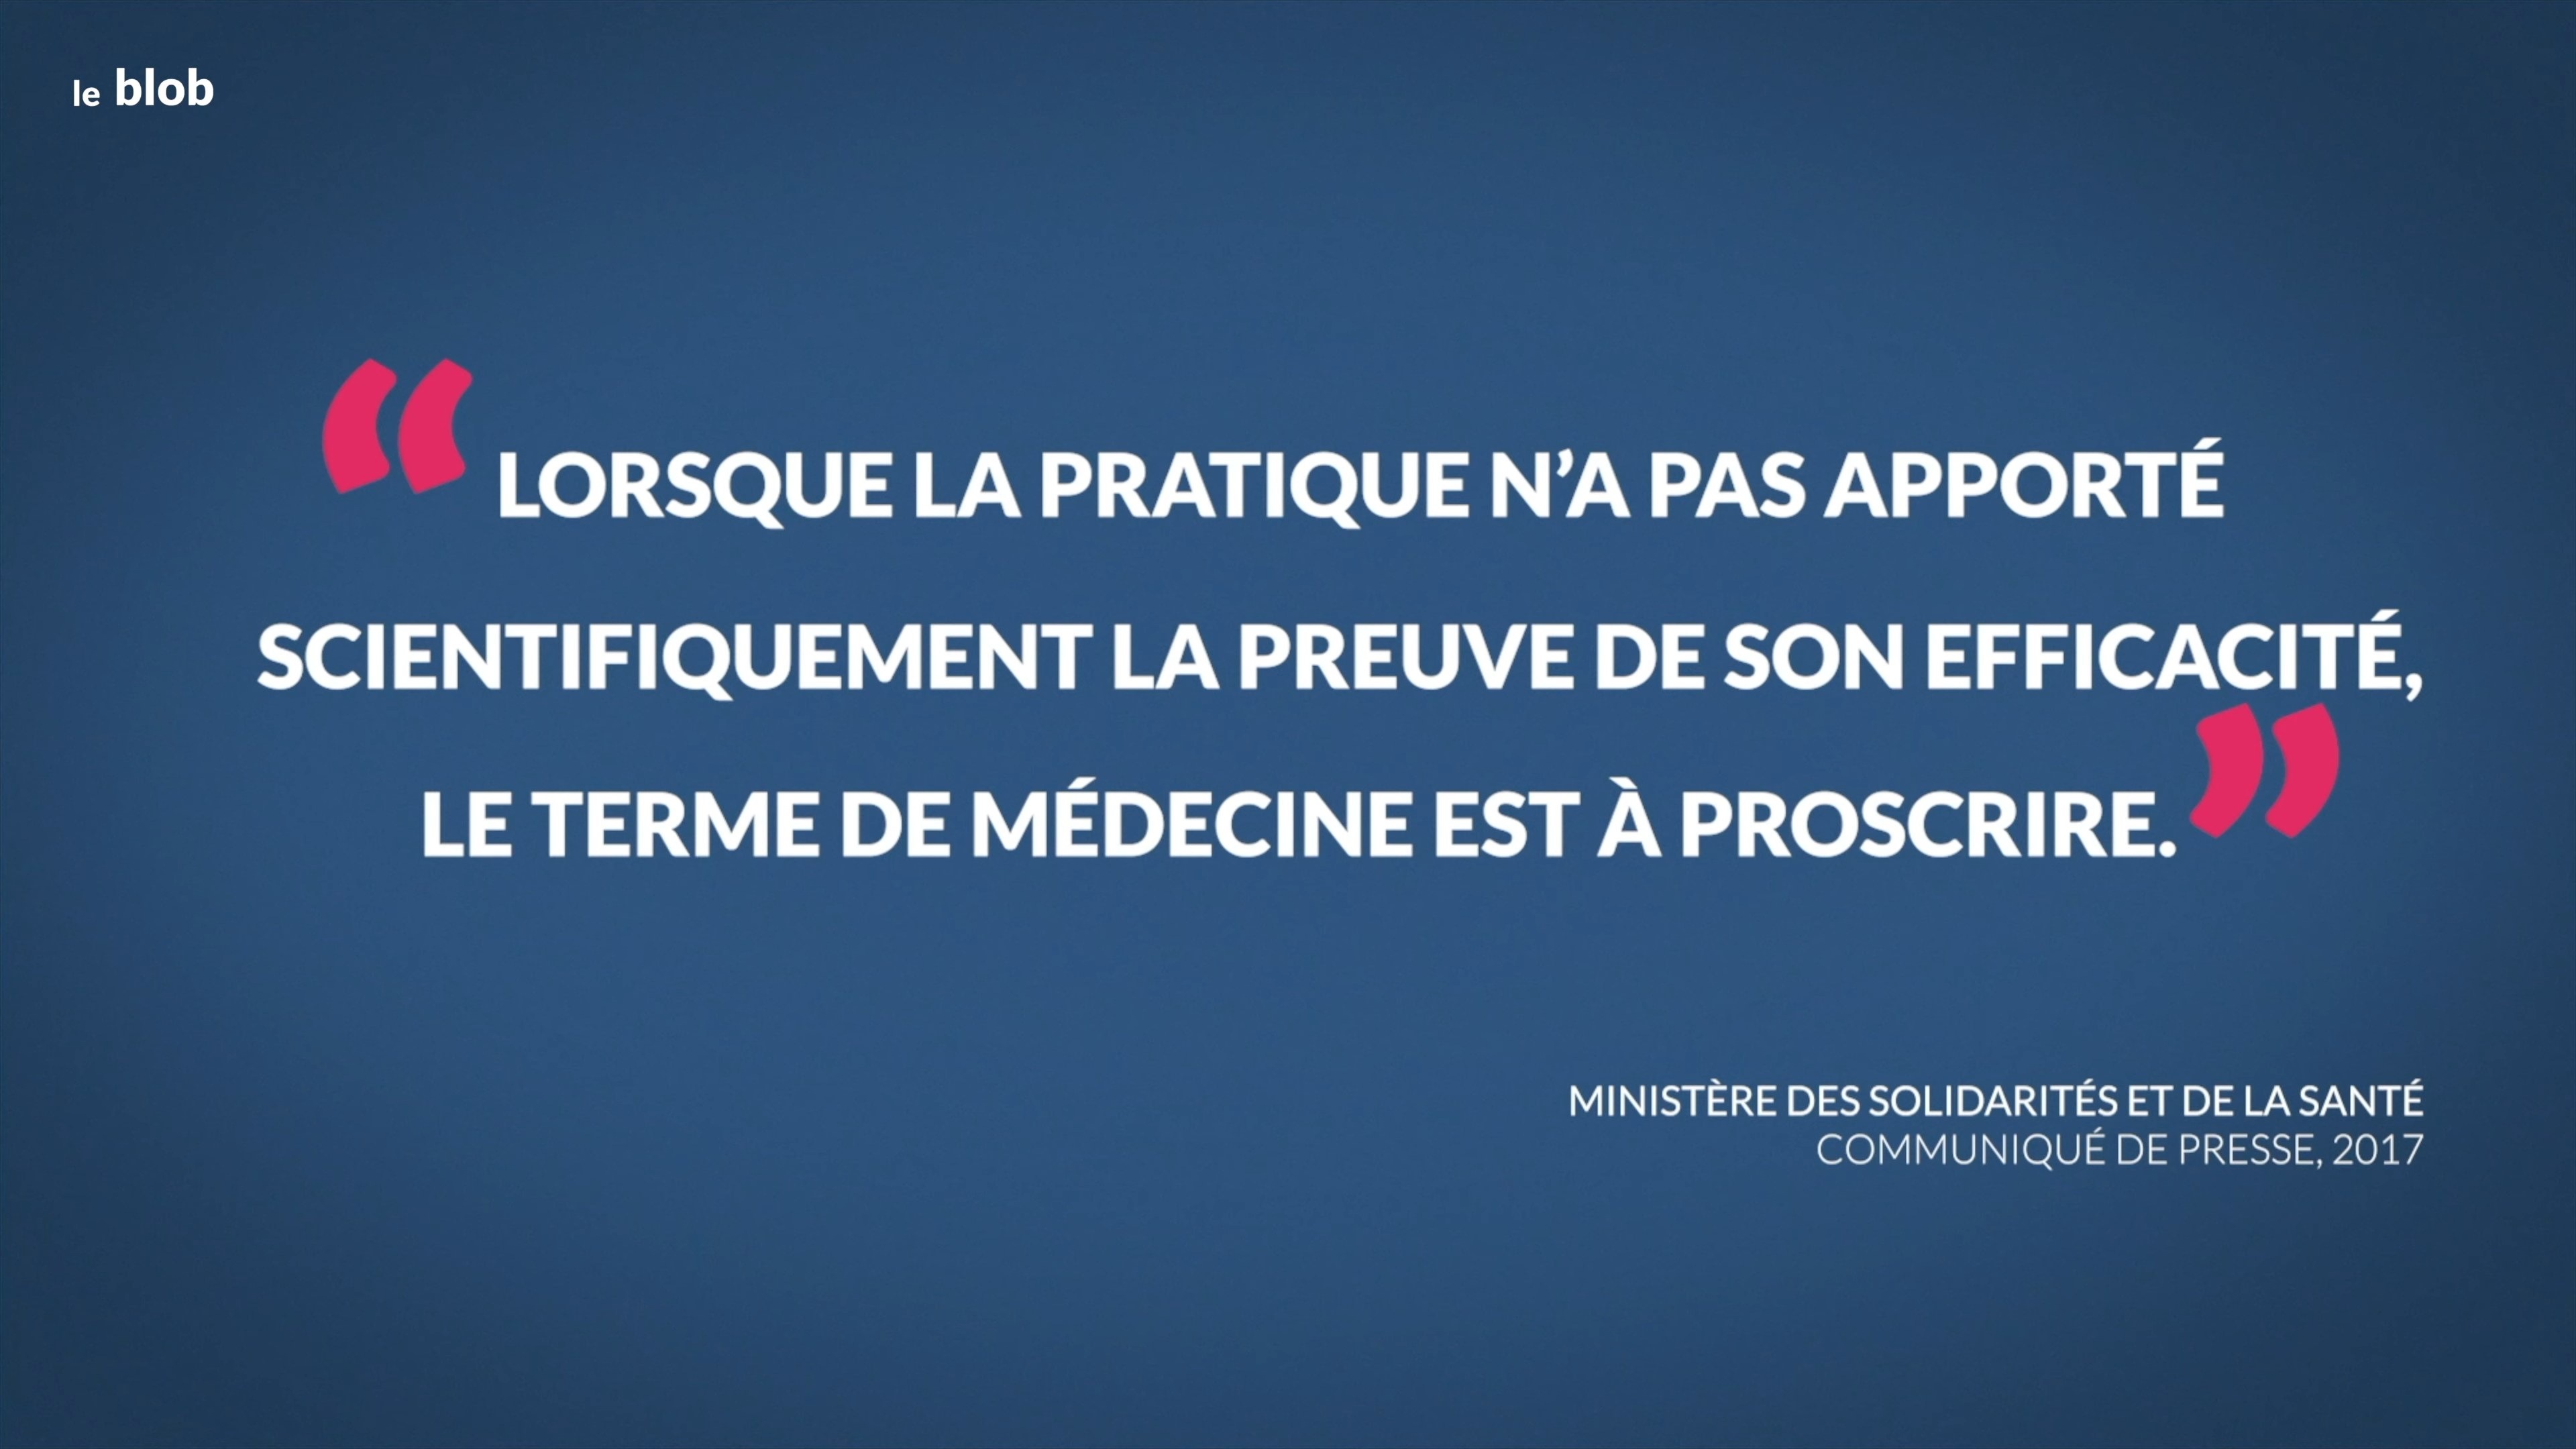 le blob
“LORSQUE LA PRATIQUE N’A PAS APPORTÉ
SCIENTIFIQUEMENT LA PREUVE DE SON EFFICACITÉ,
LE TERME DE MÉDECINE EST À PROSCRIRE.”
MINISTÈRE DES SOLIDARITÉS ET DE LA SANTÉ
COMMUNIQUÉ DE PRESSE, 2017